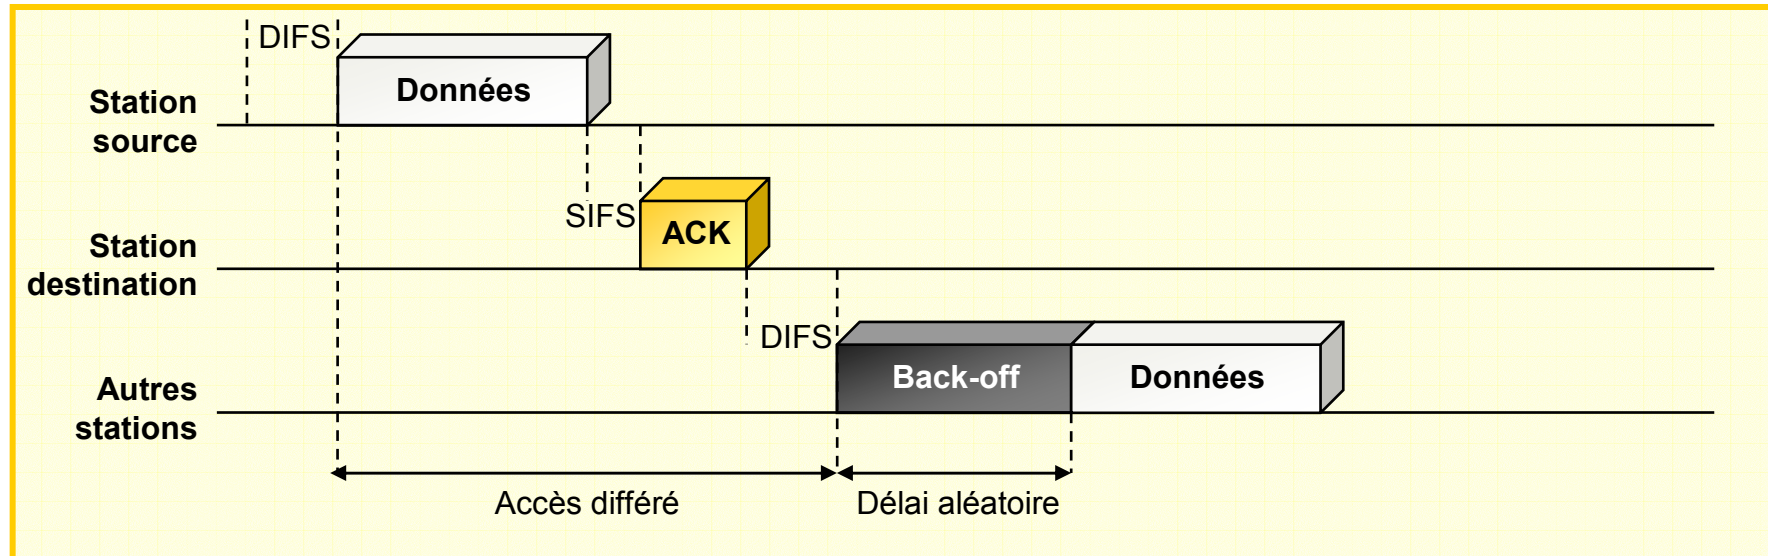 DIFS
Données
Station
source
SIFS
ACK
Station
destination
DIFS
Back-off
Données
Autres
stations
Accès différé
Délai aléatoire